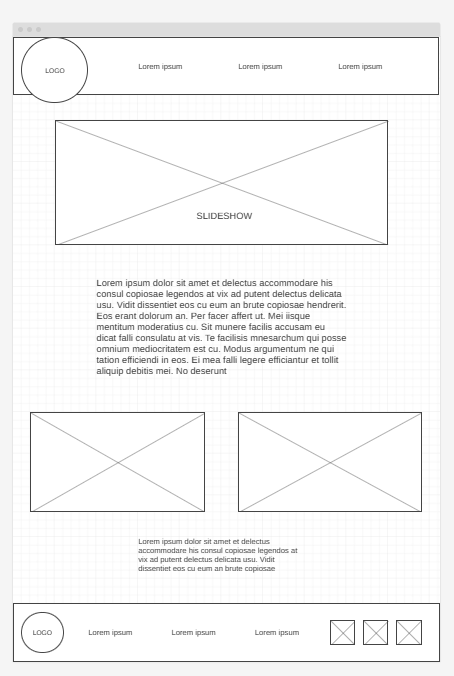 LOGO
Lorem ipsum
Lorem ipsum
Lorem ipsum
SLIDESHOW
Lorem ipsum dolor sit amet et delectus accommodare his
consul copiosae legendos at vix ad putent delectus delicata
usu. Vidit dissentiet eos cu eum an brute copiosae hendrerit.
Eos erant dolorum an. Per facer affert ut. Mei iisque
mentitum moderatius cu. Sit munere facilis accusam eu
dicat falli consulatu at vis. Te facilisis mnesarchum qui posse
omnium mediocritatem est cu. Modus argumentum ne qui
tation efficiendi in eos. Ei mea falli legere efficiantur et tollit
aliquip debitis mei. No deserunt
Lorem ipsum dolor sit amet et delectus
accommodare his consul copiosae legendos at
vix ad putent delectus delicata usu. Vidit
dissentiet eos cu eum an brute copiosae
LOGO
Lorem ipsum
Lorem ipsum
Lorem ipsum